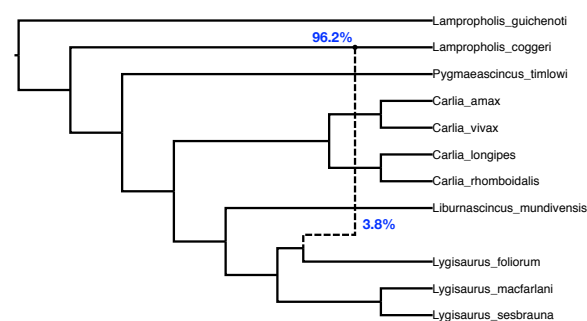 Lampropholis_guichenoti
96.2%
Lampropholis_coggeri
Pygmaeascincus_timlowi
Carlia_amax
Carlia_vivax
Carlia_longipes
Carlia_rhomboidalis
Liburnascincus_mundivensis
3.8%
Lygisaurus_foliorum
Lygisaurus_macfarlani
Lygisaurus_sesbrauna